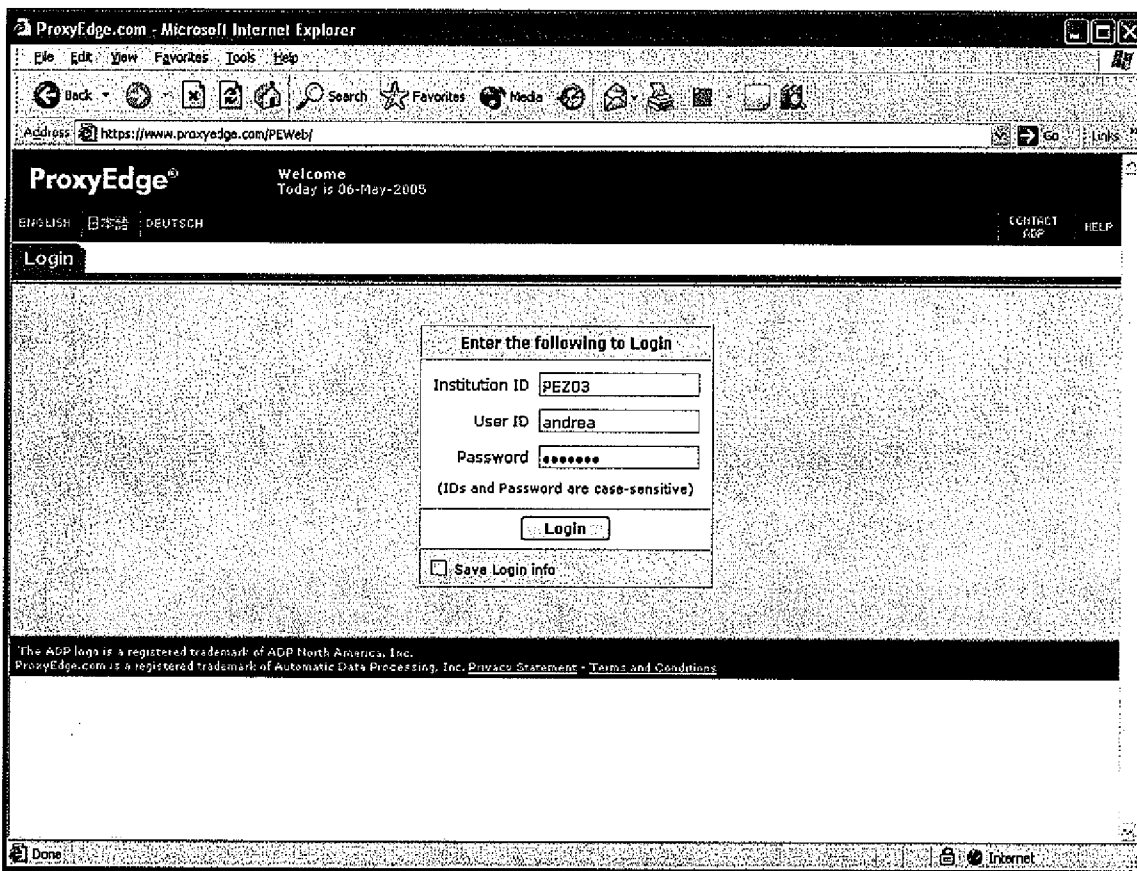 ProxyEdge.com - Microsoft Internet Explorer
File Edit View Favorites Tools Help
Back Search Favorites Media
Address https://www.proxyedge.com/PEWeb/ Go Links »
ProxyEdge®
Welcome
Today is 06-May-2005
ENGLISH 日本語 DEUTSCH
CONTACT ADP HELP
Login
Enter the following to Login
Institution ID PEZ03
User ID andrea
Password •••••••
(IDs and Password are case-sensitive)
Login
Save Login info
The ADP logo is a registered trademark of ADP North America, Inc.
ProxyEdge.com is a registered trademark of Automatic Data Processing, Inc. Privacy Statement - Terms and Conditions
Done Internet